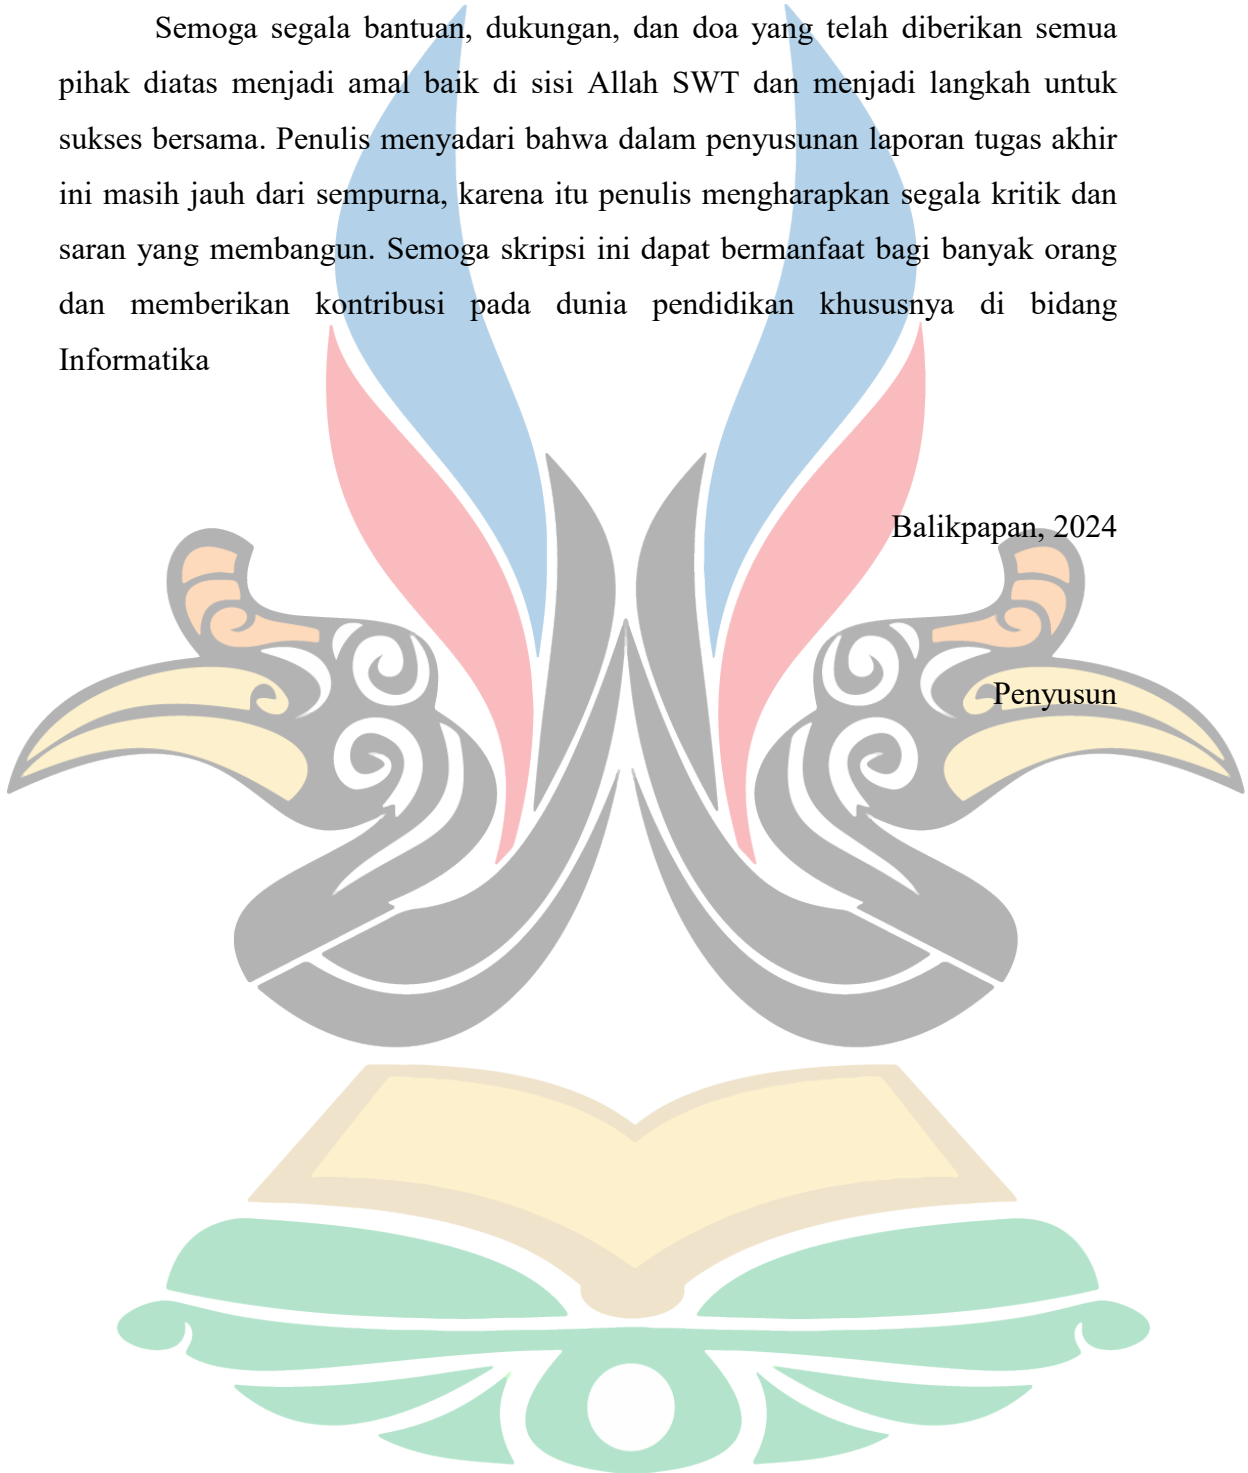 Semoga segala bantuan, dukungan, dan doa yang telah diberikan semua
pihak diatas menjadi amal baik di sisi Allah SWT dan menjadi langkah untuk
sukses bersama. Penulis menyadari bahwa dalam penyusunan laporan tugas akhir
ini masih jauh dari sempurna, karena itu penulis mengharapkan segala kritik dan
saran yang membangun. Semoga skripsi ini dapat bermanfaat bagi banyak orang
dan memberikan kontribusi pada dunia pendidikan khususnya di bidang
Informatika
Balikpapan, 2024
Penyusun